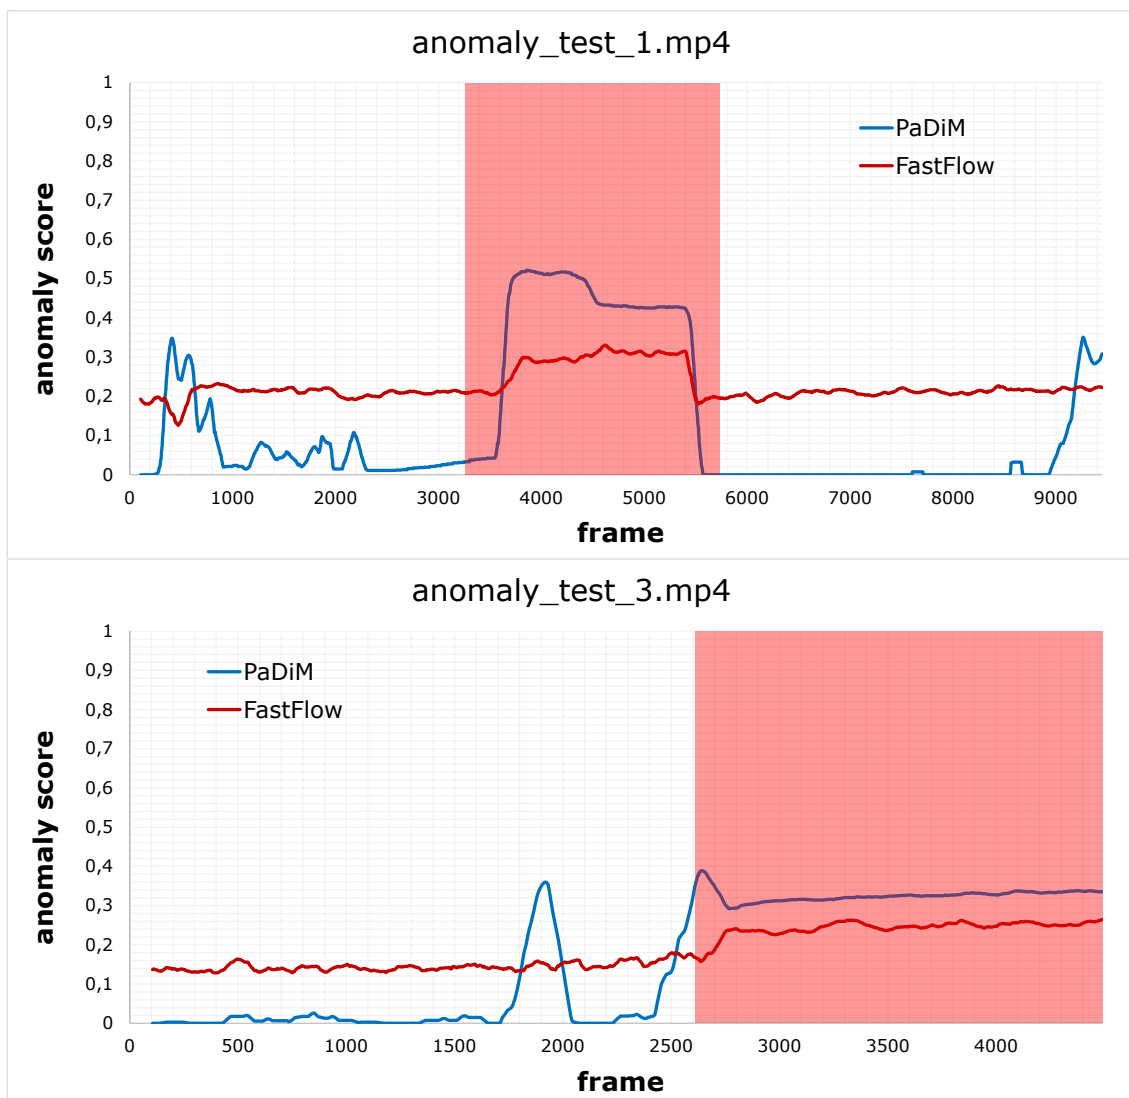 anomaly_test_1.mp4
1
0,9
0,8
0,7
0,6
0,5
0,4
0,3
0,2
0,1
0
anomaly score
PaDiM
FastFlow
0 1000 2000 3000 4000 5000 6000 7000 8000 9000
frame
anomaly_test_3.mp4
1
0,9
0,8
0,7
0,6
0,5
0,4
0,3
0,2
0,1
0
anomaly score
PaDiM
FastFlow
0 500 1000 1500 2000 2500 3000 3500 4000
frame